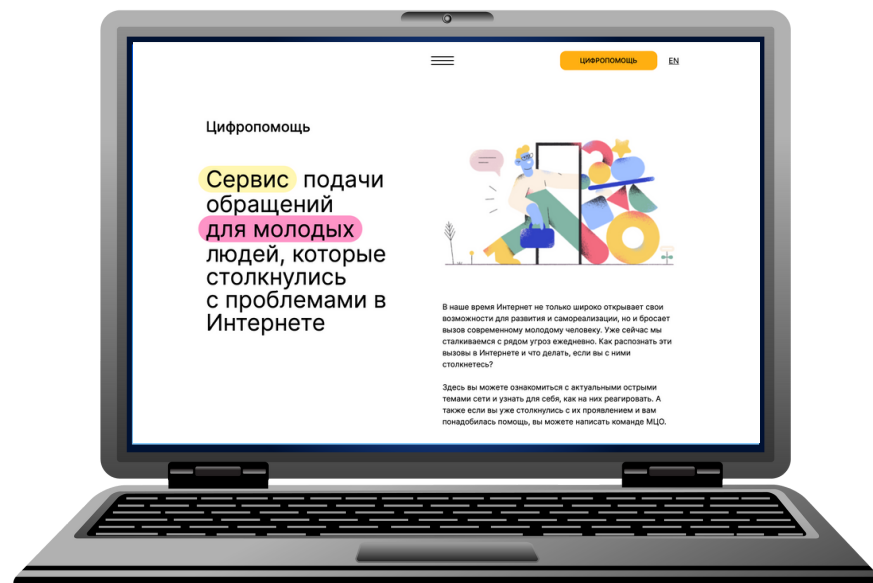 ЦИФРОПОМОЩЬ
EN
Цифропомощь
Сервис подачи
обращений
для молодых
людей, которые
столкнулись
с проблемами в
Интернете
В наше время Интернет не только широко открывает свои
возможности для развития и самореализации, но и бросает
вызов современному молодому человеку. Уже сейчас мы
сталкиваемся с рядом угроз ежедневно. Как распознать эти
вызовы в Интернете и что делать, если вы с ними
столкнетесь?
Здесь вы можете ознакомиться с актуальными острыми
темами сети и узнать для себя, как на них реагировать. А
также если вы уже столкнулись с их проявлением и вам
понадобилась помощь, вы можете написать команде МЦО.